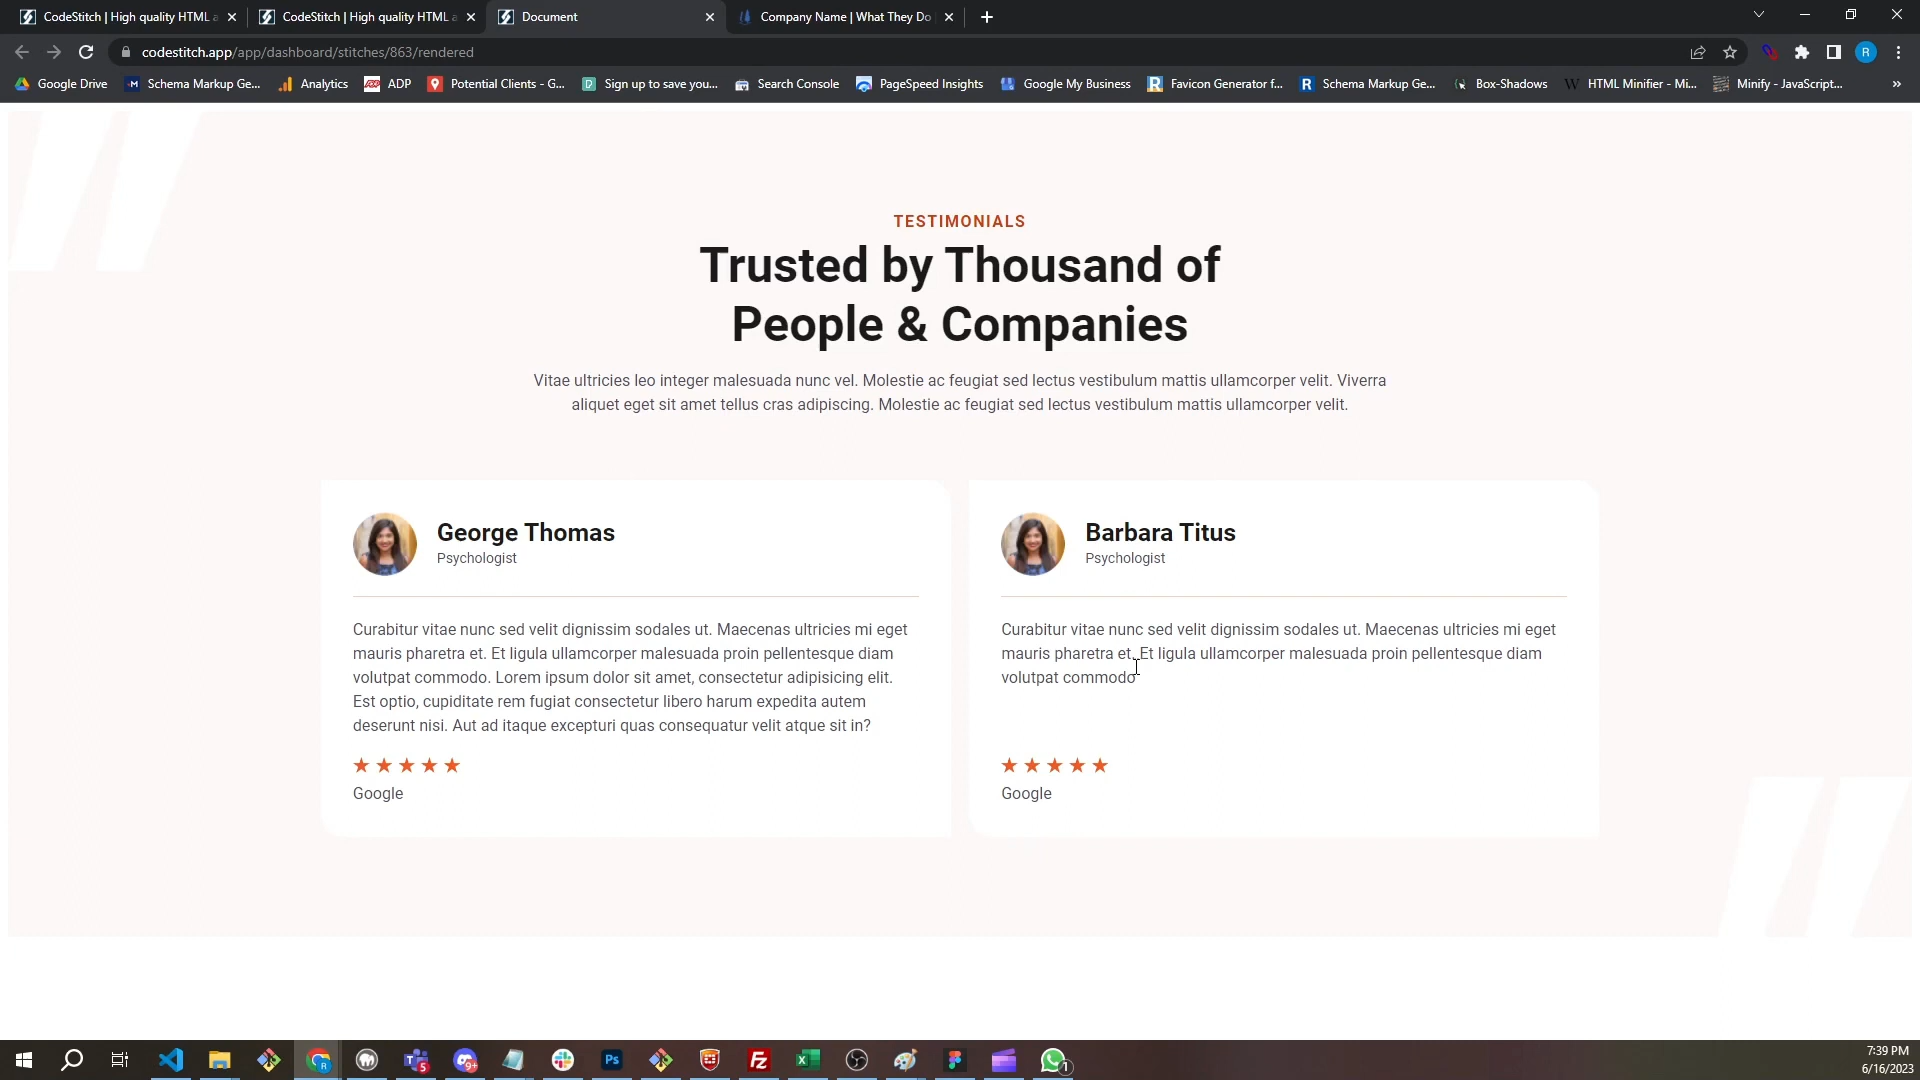 CodeStitch | High quality HTML a
CodeStitch | High quality HTML a
Document
Company Name | What They Do
codestitch.app/app/dashboard/stitches/863/rendered
R
Google Drive
Schema Markup Ge...
Analytics
ADP
Potential Clients - G...
Sign up to save you...
Search Console
PageSpeed Insights
Google My Business
Favicon Generator f...
Schema Markup Ge...
Box-Shadows
HTML Minifier - Mi...
Minify - JavaScript...
TESTIMONIALS
Trusted by Thousand of
People & Companies
Vitae ultricies leo integer malesuada nunc vel. Molestie ac feugiat sed lectus vestibulum mattis ullamcorper velit. Viverra
aliquet eget sit amet tellus cras adipiscing. Molestie ac feugiat sed lectus vestibulum mattis ullamcorper velit.
George Thomas
Psychologist
Curabitur vitae nunc sed velit dignissim sodales ut. Maecenas ultricies mi eget
mauris pharetra et. Et ligula ullamcorper malesuada proin pellentesque diam
volutpat commodo. Lorem ipsum dolor sit amet, consectetur adipisicing elit.
Est optio, cupiditate rem fugiat consectetur libero harum expedita autem
deserunt nisi. Aut ad itaque excepturi quas consequatur velit atque sit in?
Google
Barbara Titus
Psychologist
Curabitur vitae nunc sed velit dignissim sodales ut. Maecenas ultricies mi eget
mauris pharetra et. Et ligula ullamcorper malesuada proin pellentesque diam
volutpat commodo
Google
7:39 PM
6/16/2023